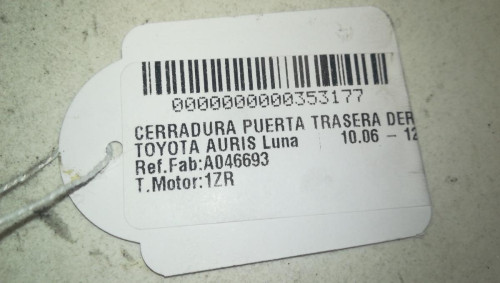 0000000000353177
CERRADURA PUERTA TRASERA DER
TOYOTA AURIS Luna 10.06 - 12
Ref.Fab:A046693
T.Motor:1ZR